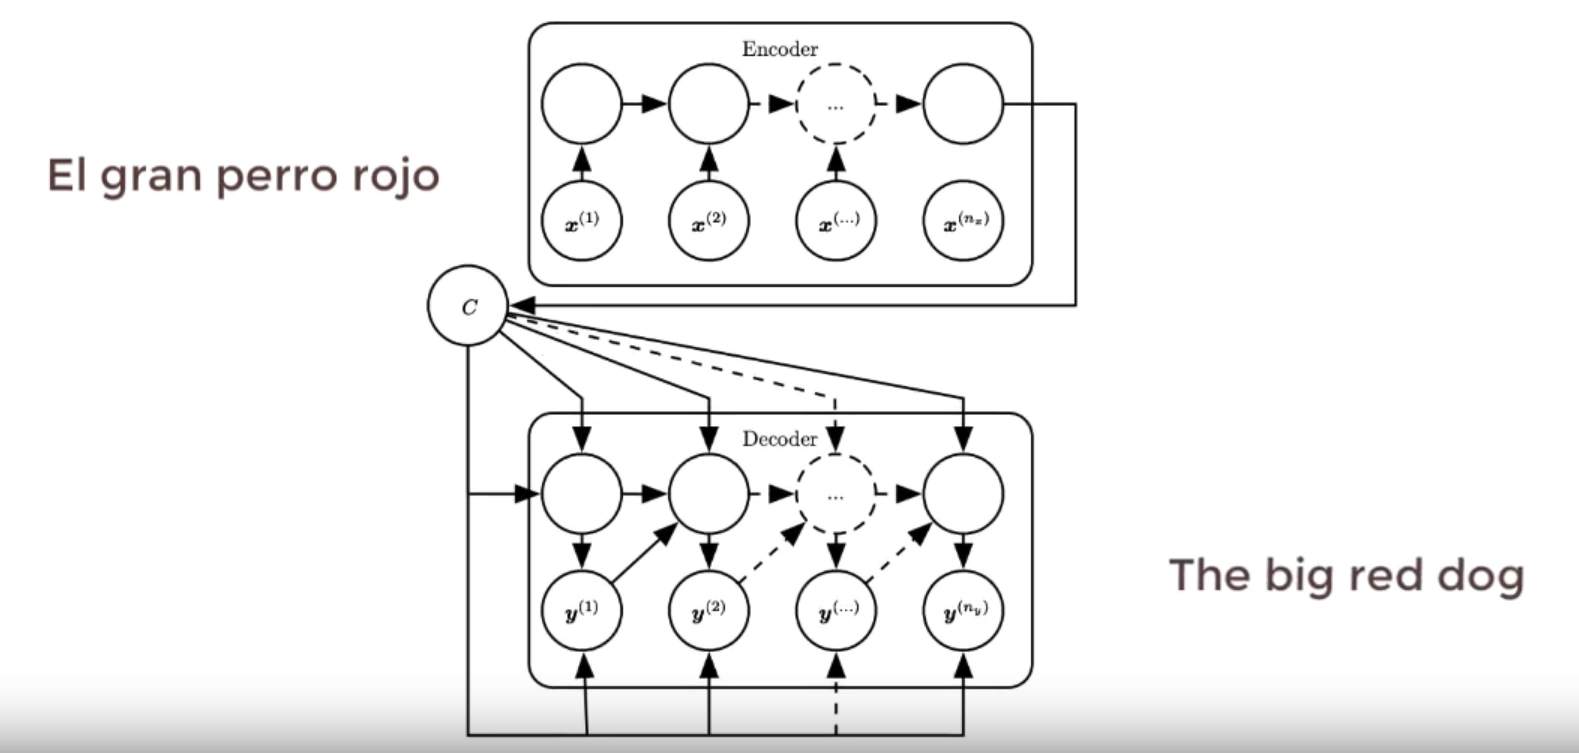 Encoder
...
El gran perro rojo
x^(1) x^(2) x^(...) x^(n_x)
C
Decoder
...
The big red dog
y^(1) y^(2) y^(...) y^(n_y)